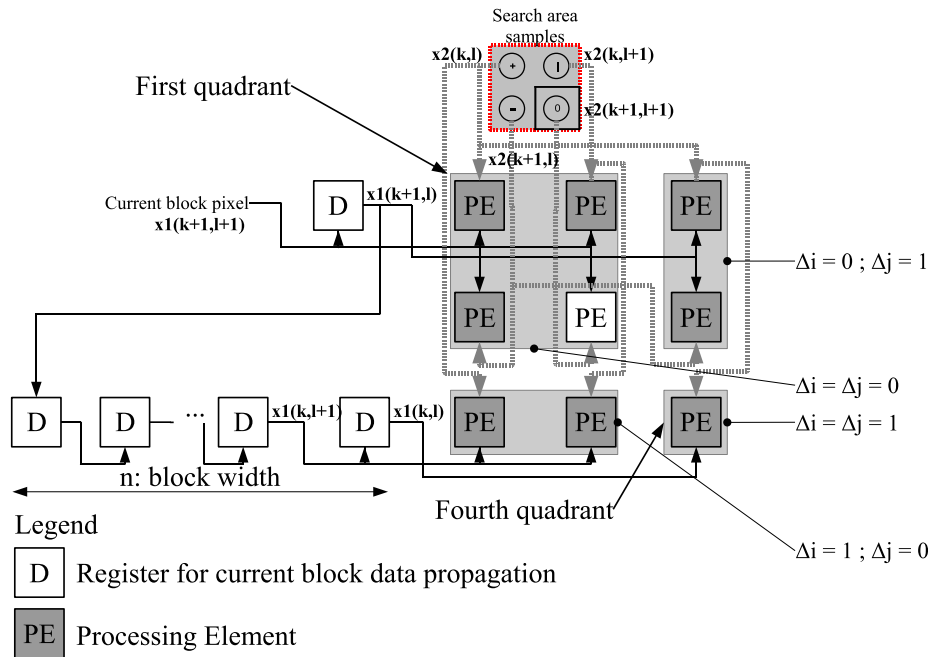 Search area
samples
x2(k,l)
x2(k,l+1)
+
I
-
0
First quadrant
x2(k+1,l+1)
x2(k+1,l)
D
x1(k+1,l)
PE
PE
PE
Current block pixel
x1(k+1,l+1)
Δi = 0 ; Δj = 1
PE
PE
PE
Δi = Δj = 0
D
D
...
D
x1(k,l+1)
D
x1(k,l)
PE
PE
PE
Δi = Δj = 1
n: block width
Fourth quadrant
Legend
Δi = 1 ; Δj = 0
D
Register for current block data propagation
PE
Processing Element